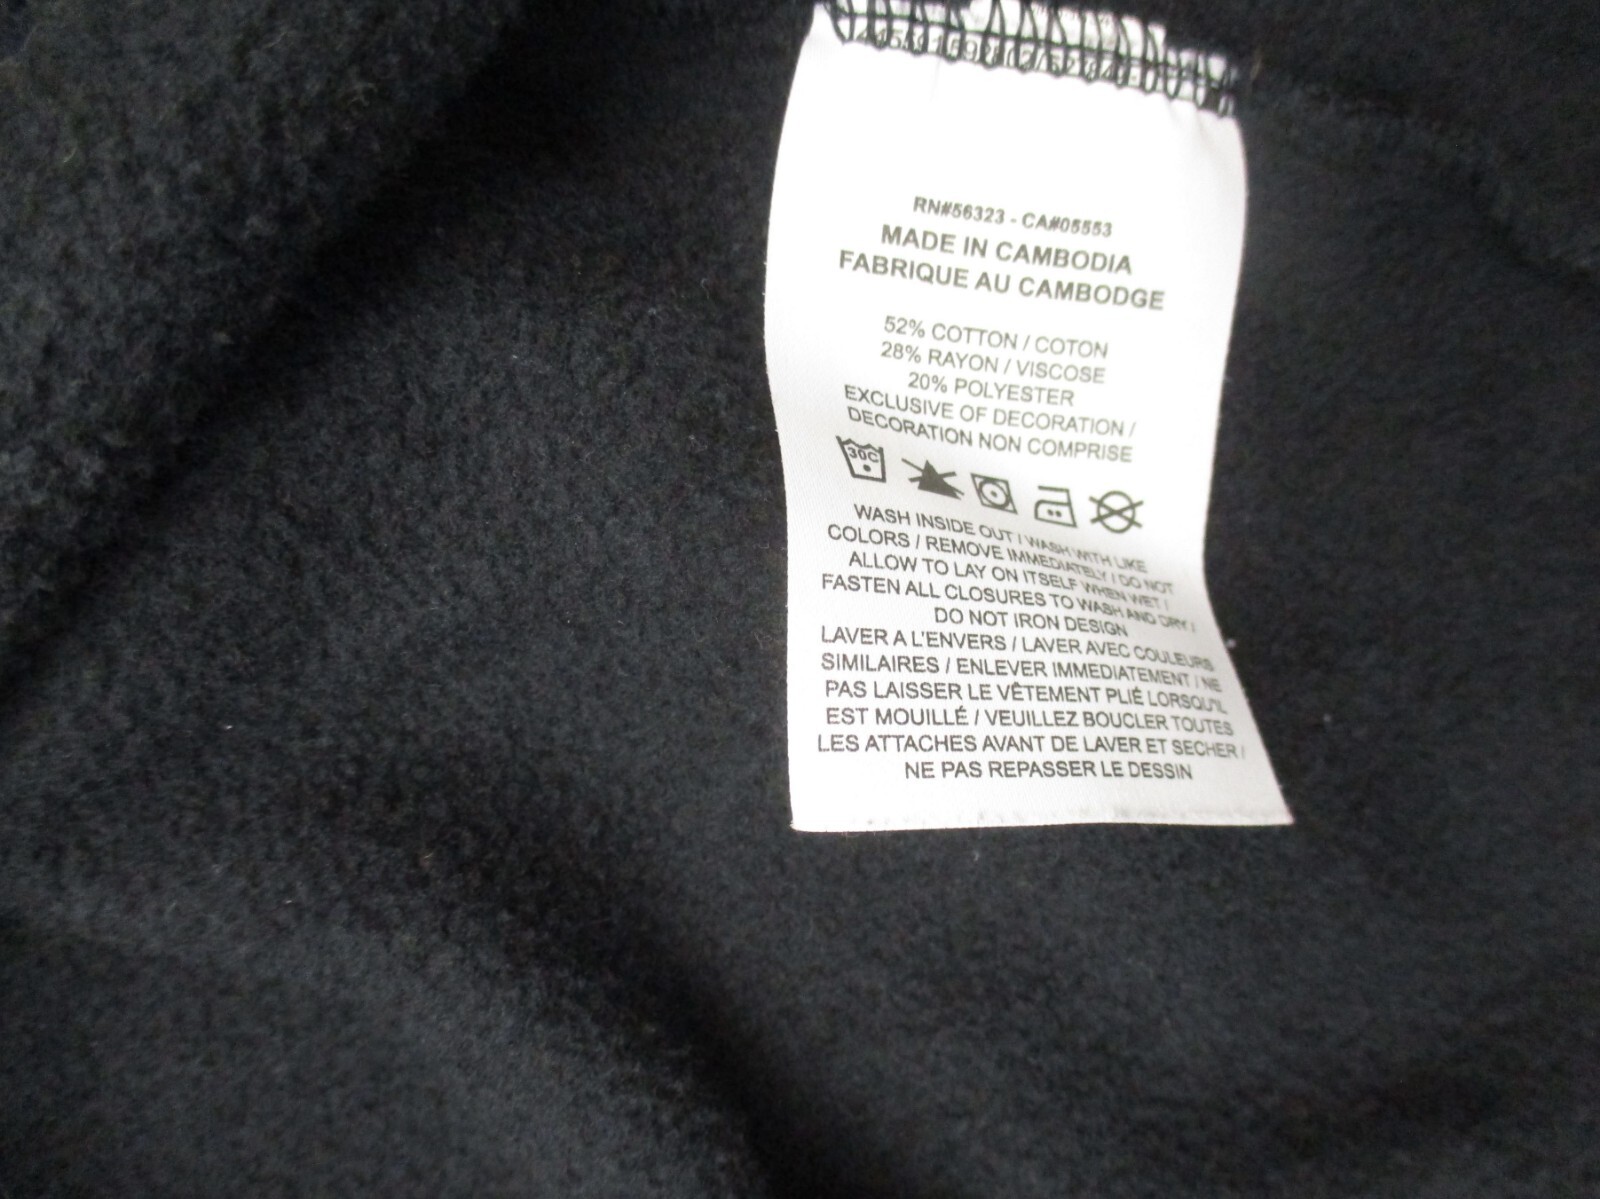 RN#56323 - CA#05553
MADE IN CAMBODIA
FABRIQUE AU CAMBODGE
52% COTTON / COTON
28% RAYON / VISCOSE
20% POLYESTER
EXCLUSIVE OF DECORATION /
DECORATION NON COMPRISE
30C
WASH INSIDE OUT / WASH WITH LIKE
COLORS / REMOVE IMMEDIATELY / DO NOT
ALLOW TO LAY ON ITSELF WHEN WET /
FASTEN ALL CLOSURES TO WASH AND DRY /
DO NOT IRON DESIGN
LAVER A L'ENVERS / LAVER AVEC COULEURS
SIMILAIRES / ENLEVER IMMEDIATEMENT / NE
PAS LAISSER LE VÊTEMENT PLIÉ LORSQU'IL
EST MOUILLÉ / VEUILLEZ BOUCLER TOUTES
LES ATTACHES AVANT DE LAVER ET SECHER /
NE PAS REPASSER LE DESSIN